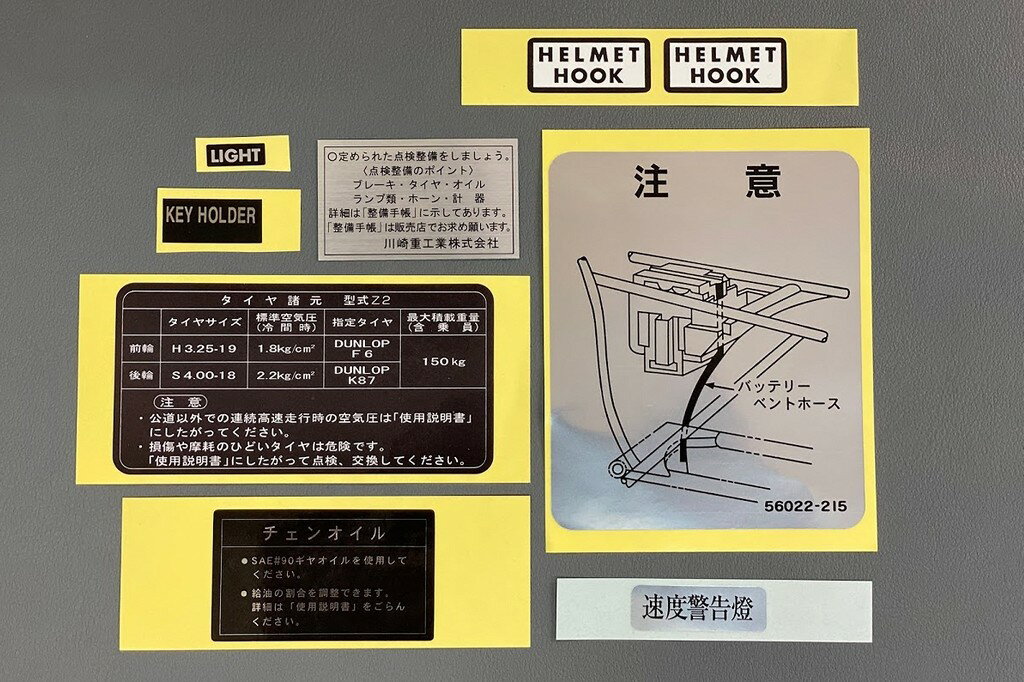 HELMET
HOOK
HELMET
HOOK
LIGHT
KEY HOLDER
○定められた点検整備をしましょう。
〈点検整備のポイント〉
ブレーキ・タイヤ・オイル
ランプ類・ホーン・計 器
詳細は「整備手帳」に示してあります。
「整備手帳」は販売店でお求め願います。
川崎重工業株式会社
注 意
バッテリー
ベントホース
56022-215
タイヤ諸元 型式Z2
タイヤサイズ 標準空気圧(冷間時) 指定タイヤ 最大積載重量(含乗員)
前輪 H3.25-19 1.8kg/cm² DUNLOP F6 150kg
後輪 S4.00-18 2.2kg/cm² DUNLOP K87
注 意
・公道以外での連続高速走行時の空気圧は「使用説明書」
にしたがってください。
・損傷や摩耗のひどいタイヤは危険です。
「使用説明書」にしたがって点検、交換してください。
チェンオイル
●SAE#90ギヤオイルを使用して
ください。
●給油の割合を調整できます。
詳細は「使用説明書」をごらん
ください。
速度警告燈